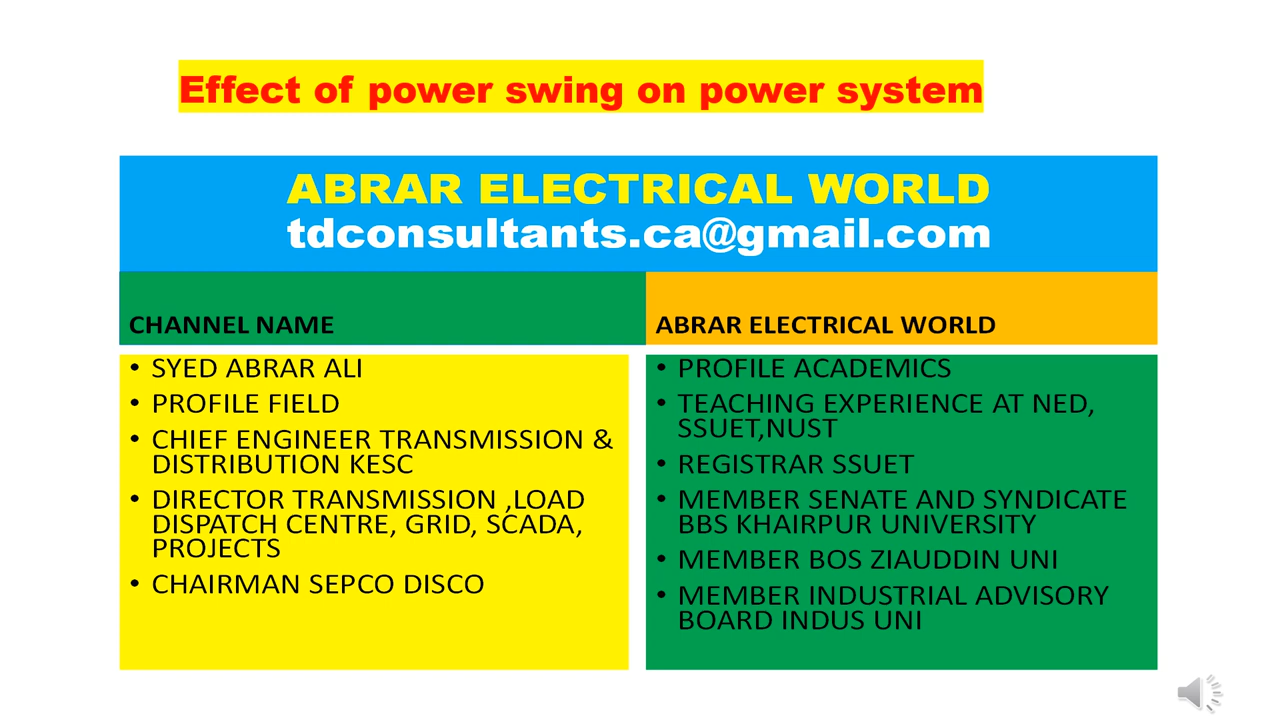 Effect of power swing on power system
ABRAR ELECTRICAL WORLD
tdconsultants.ca@gmail.com
CHANNEL NAME
ABRAR ELECTRICAL WORLD
• SYED ABRAR ALI
• PROFILE FIELD
• CHIEF ENGINEER TRANSMISSION &
DISTRIBUTION KESC
• DIRECTOR TRANSMISSION ,LOAD
DISPATCH CENTRE, GRID, SCADA,
PROJECTS
• CHAIRMAN SEPCO DISCO
• PROFILE ACADEMICS
• TEACHING EXPERIENCE AT NED,
SSUET,NUST
• REGISTRAR SSUET
• MEMBER SENATE AND SYNDICATE
BBS KHAIRPUR UNIVERSITY
• MEMBER BOS ZIAUDDIN UNI
• MEMBER INDUSTRIAL ADVISORY
BOARD INDUS UNI